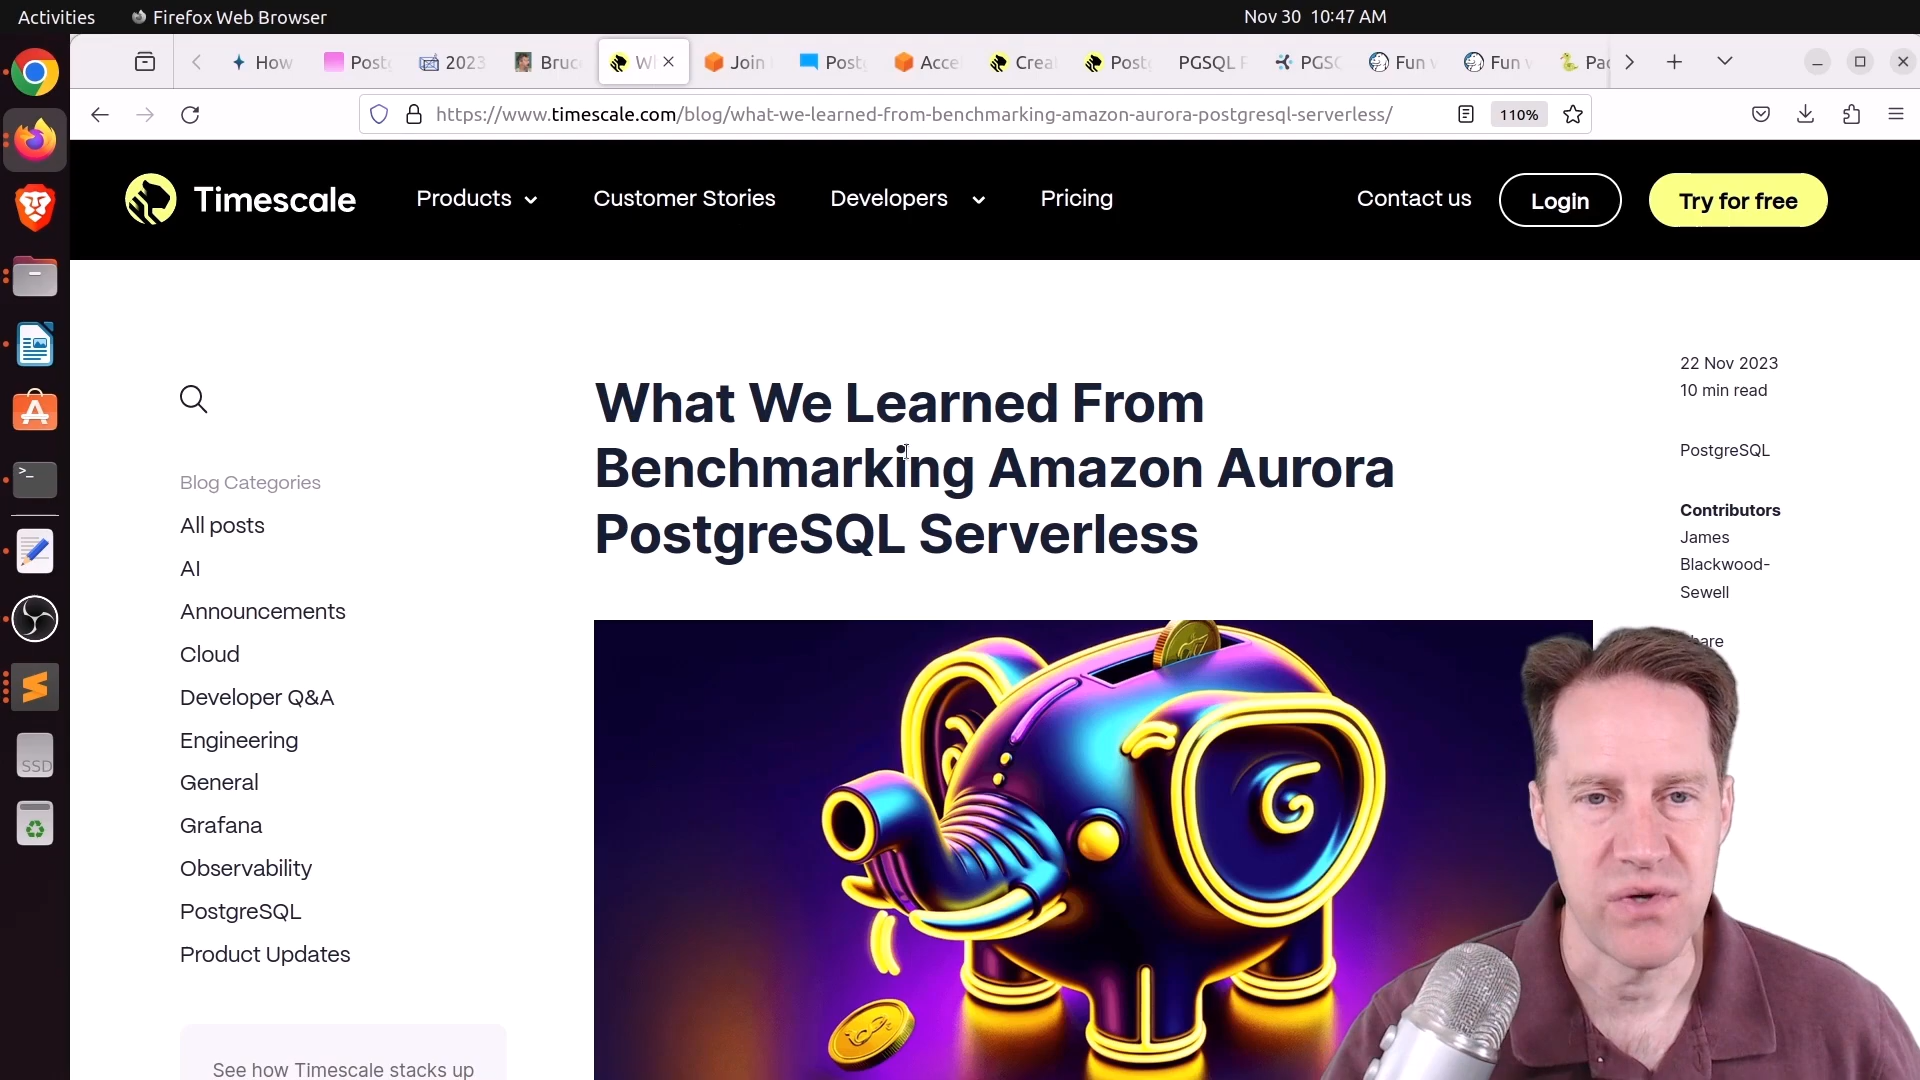 Activities
Firefox Web Browser
Nov 30 10:47 AM
How
Post
2023
Bruc
W
Join
Post
Acce
Crea
Post
PGSQL
PGSC
Fun
Fun
Pac
https://www.timescale.com/blog/what-we-learned-from-benchmarking-amazon-aurora-postgresql-serverless/
110%
Timescale
Products
Customer Stories
Developers
Pricing
Contact us
Login
Try for free
What We Learned From
Benchmarking Amazon Aurora
PostgreSQL Serverless
22 Nov 2023
10 min read
PostgreSQL
Contributors
James
Blackwood-
Sewell
hare
Blog Categories
All posts
AI
Announcements
Cloud
Developer Q&A
Engineering
General
Grafana
Observability
PostgreSQL
Product Updates
See how Timescale stacks up
SSD